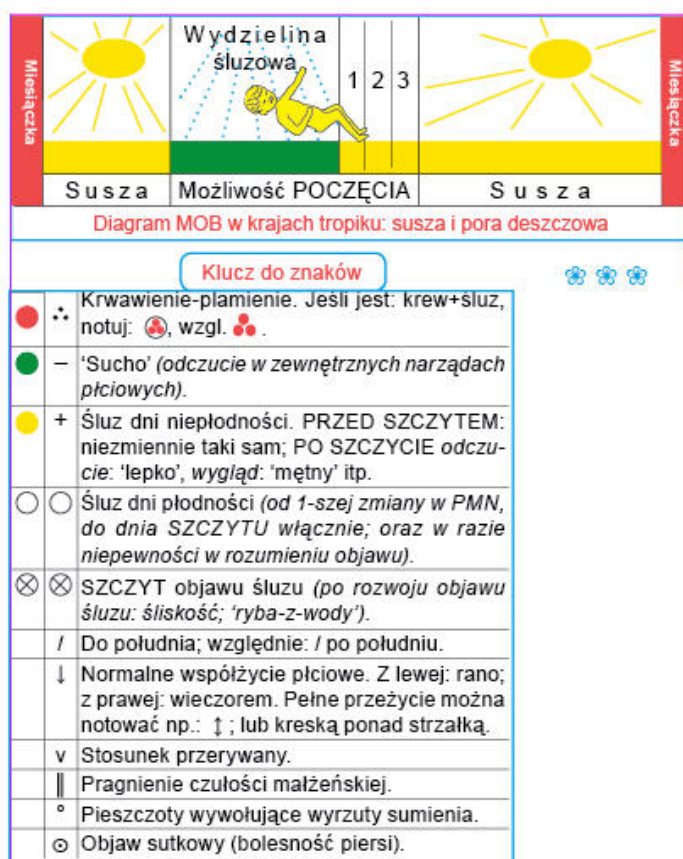 Miesiączka
Wydzielina
śluzowa
1 2 3
Miesiączka
Susza
Możliwość POCZĘCIA
Susza
Diagram MOB w krajach tropiku: susza i pora deszczowa
Klucz do znaków
∴ Krwawienie-plamienie. Jeśli jest: krew+śluz,
notuj: , wzgl. .
– ‘Sucho’ (odczucie w zewnętrznych narządach
płciowych).
+ Śluz dni niepłodności. PRZED SZCZYTEM:
niezmiennie taki sam; PO SZCZYCIE odczu-
cie: ‘lepko’, wygląd: ‘mętny’ itp.
Śluz dni płodności (od 1-szej zmiany w PMN,
do dnia SZCZYTU włącznie; oraz w razie
niepewności w rozumieniu objawu).
⊗ ⊗ SZCZYT objawu śluzu (po rozwoju objawu
śluzu: śliskość; ‘ryba-z-wody’).
/ Do południa; względnie: / po południu.
↓ Normalne współżycie płciowe. Z lewej: rano;
z prawej: wieczorem. Pełne przeżycie można
notować np.: ↕ ; lub kreską ponad strzałką.
v Stosunek przerywany.
‖ Pragnienie czułości małżeńskiej.
° Pieszczoty wywołujące wyrzuty sumienia.
⊙ Objaw sutkowy (bolesność piersi).